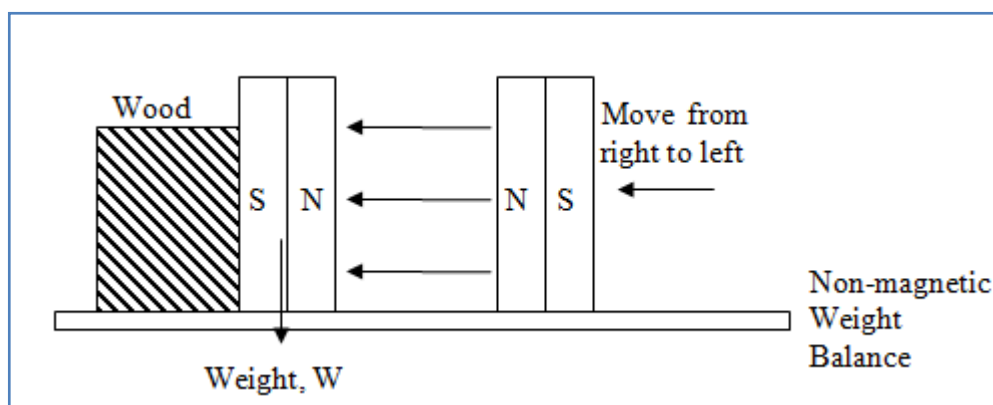 Wood
Move from
right to left
S N
N S
Non-magnetic
Weight
Balance
Weight, W